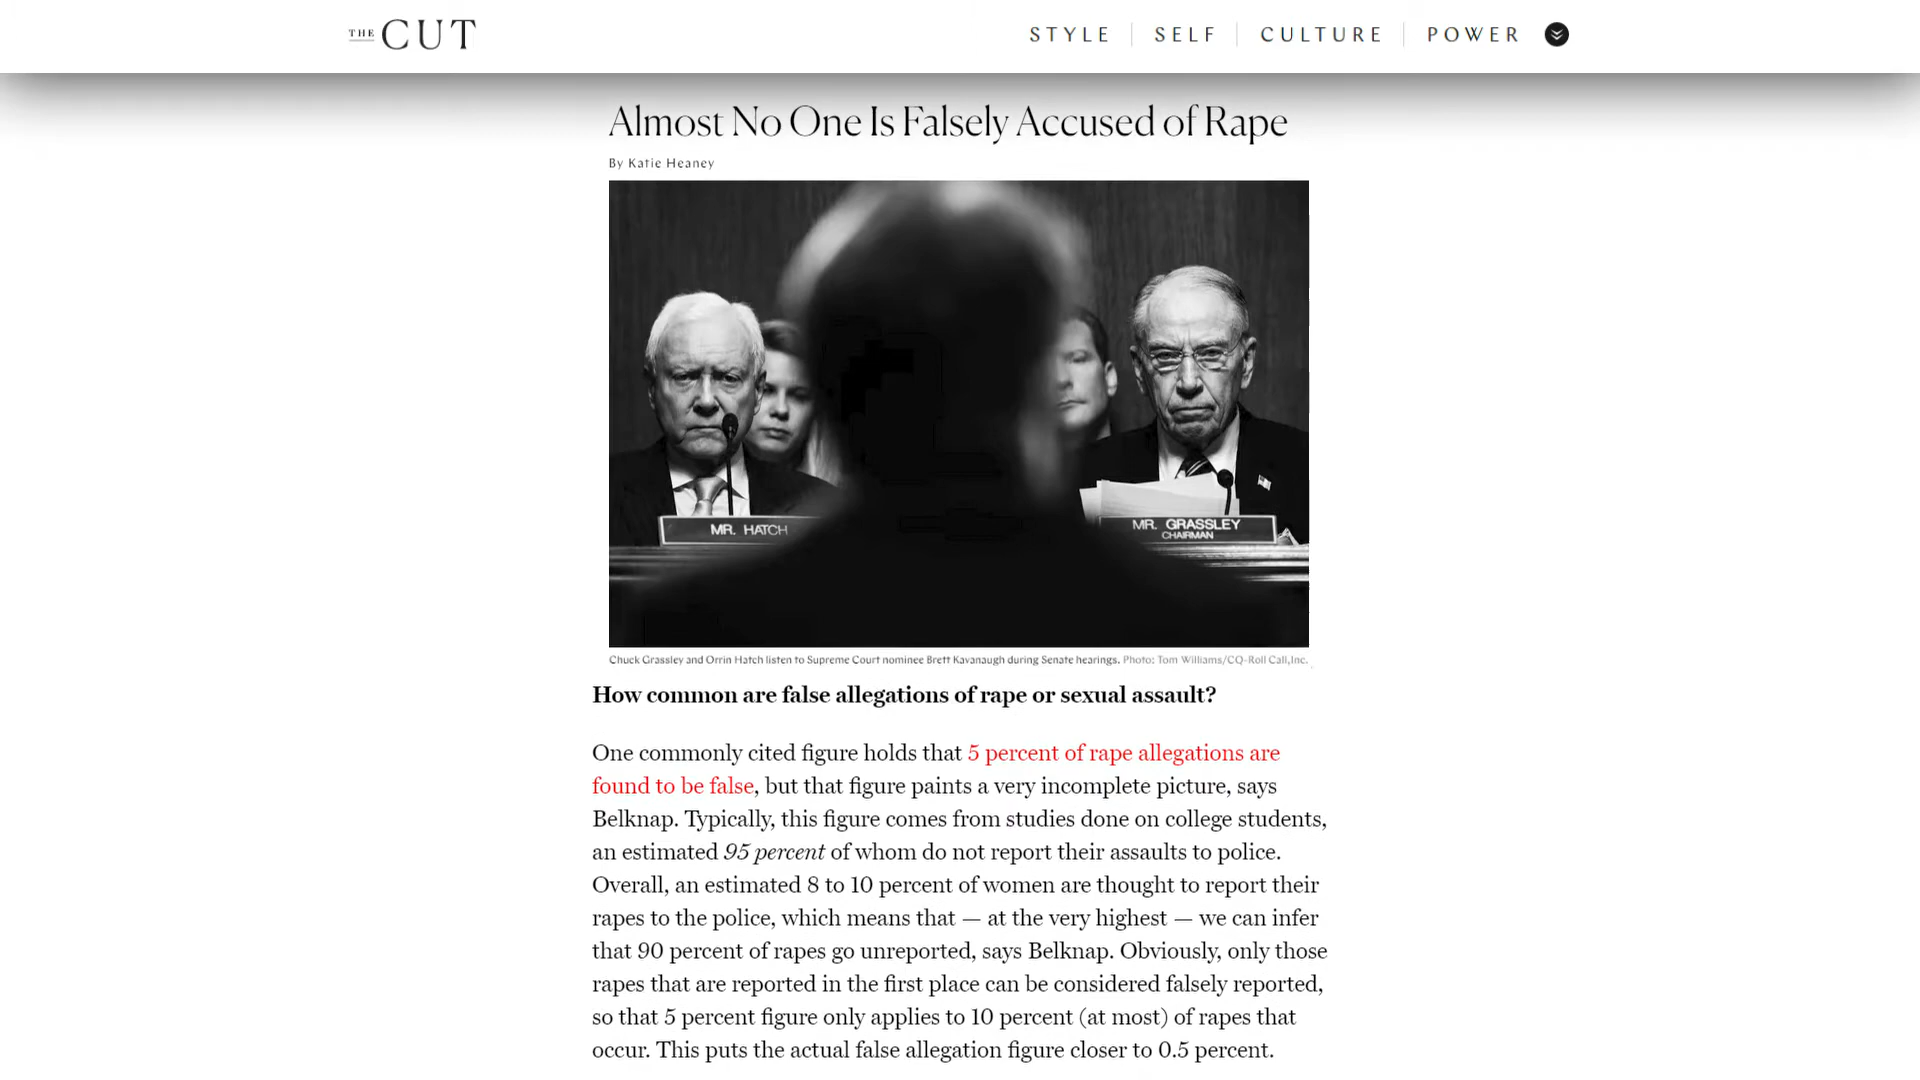 THE CUT
STYLE SELF CULTURE POWER
Almost No One Is Falsely Accused of Rape
By Katie Heaney
MR. HATCH
MR. GRASSLEY
CHAIRMAN
Chuck Grassley and Orrin Hatch listen to Supreme Court nominee Brett Kavanaugh during Senate hearings. Photo: Tom Williams/CQ-Roll Call,Inc.
How common are false allegations of rape or sexual assault?
One commonly cited figure holds that 5 percent of rape allegations are
found to be false, but that figure paints a very incomplete picture, says
Belknap. Typically, this figure comes from studies done on college students,
an estimated 95 percent of whom do not report their assaults to police.
Overall, an estimated 8 to 10 percent of women are thought to report their
rapes to the police, which means that — at the very highest — we can infer
that 90 percent of rapes go unreported, says Belknap. Obviously, only those
rapes that are reported in the first place can be considered falsely reported,
so that 5 percent figure only applies to 10 percent (at most) of rapes that
occur. This puts the actual false allegation figure closer to 0.5 percent.